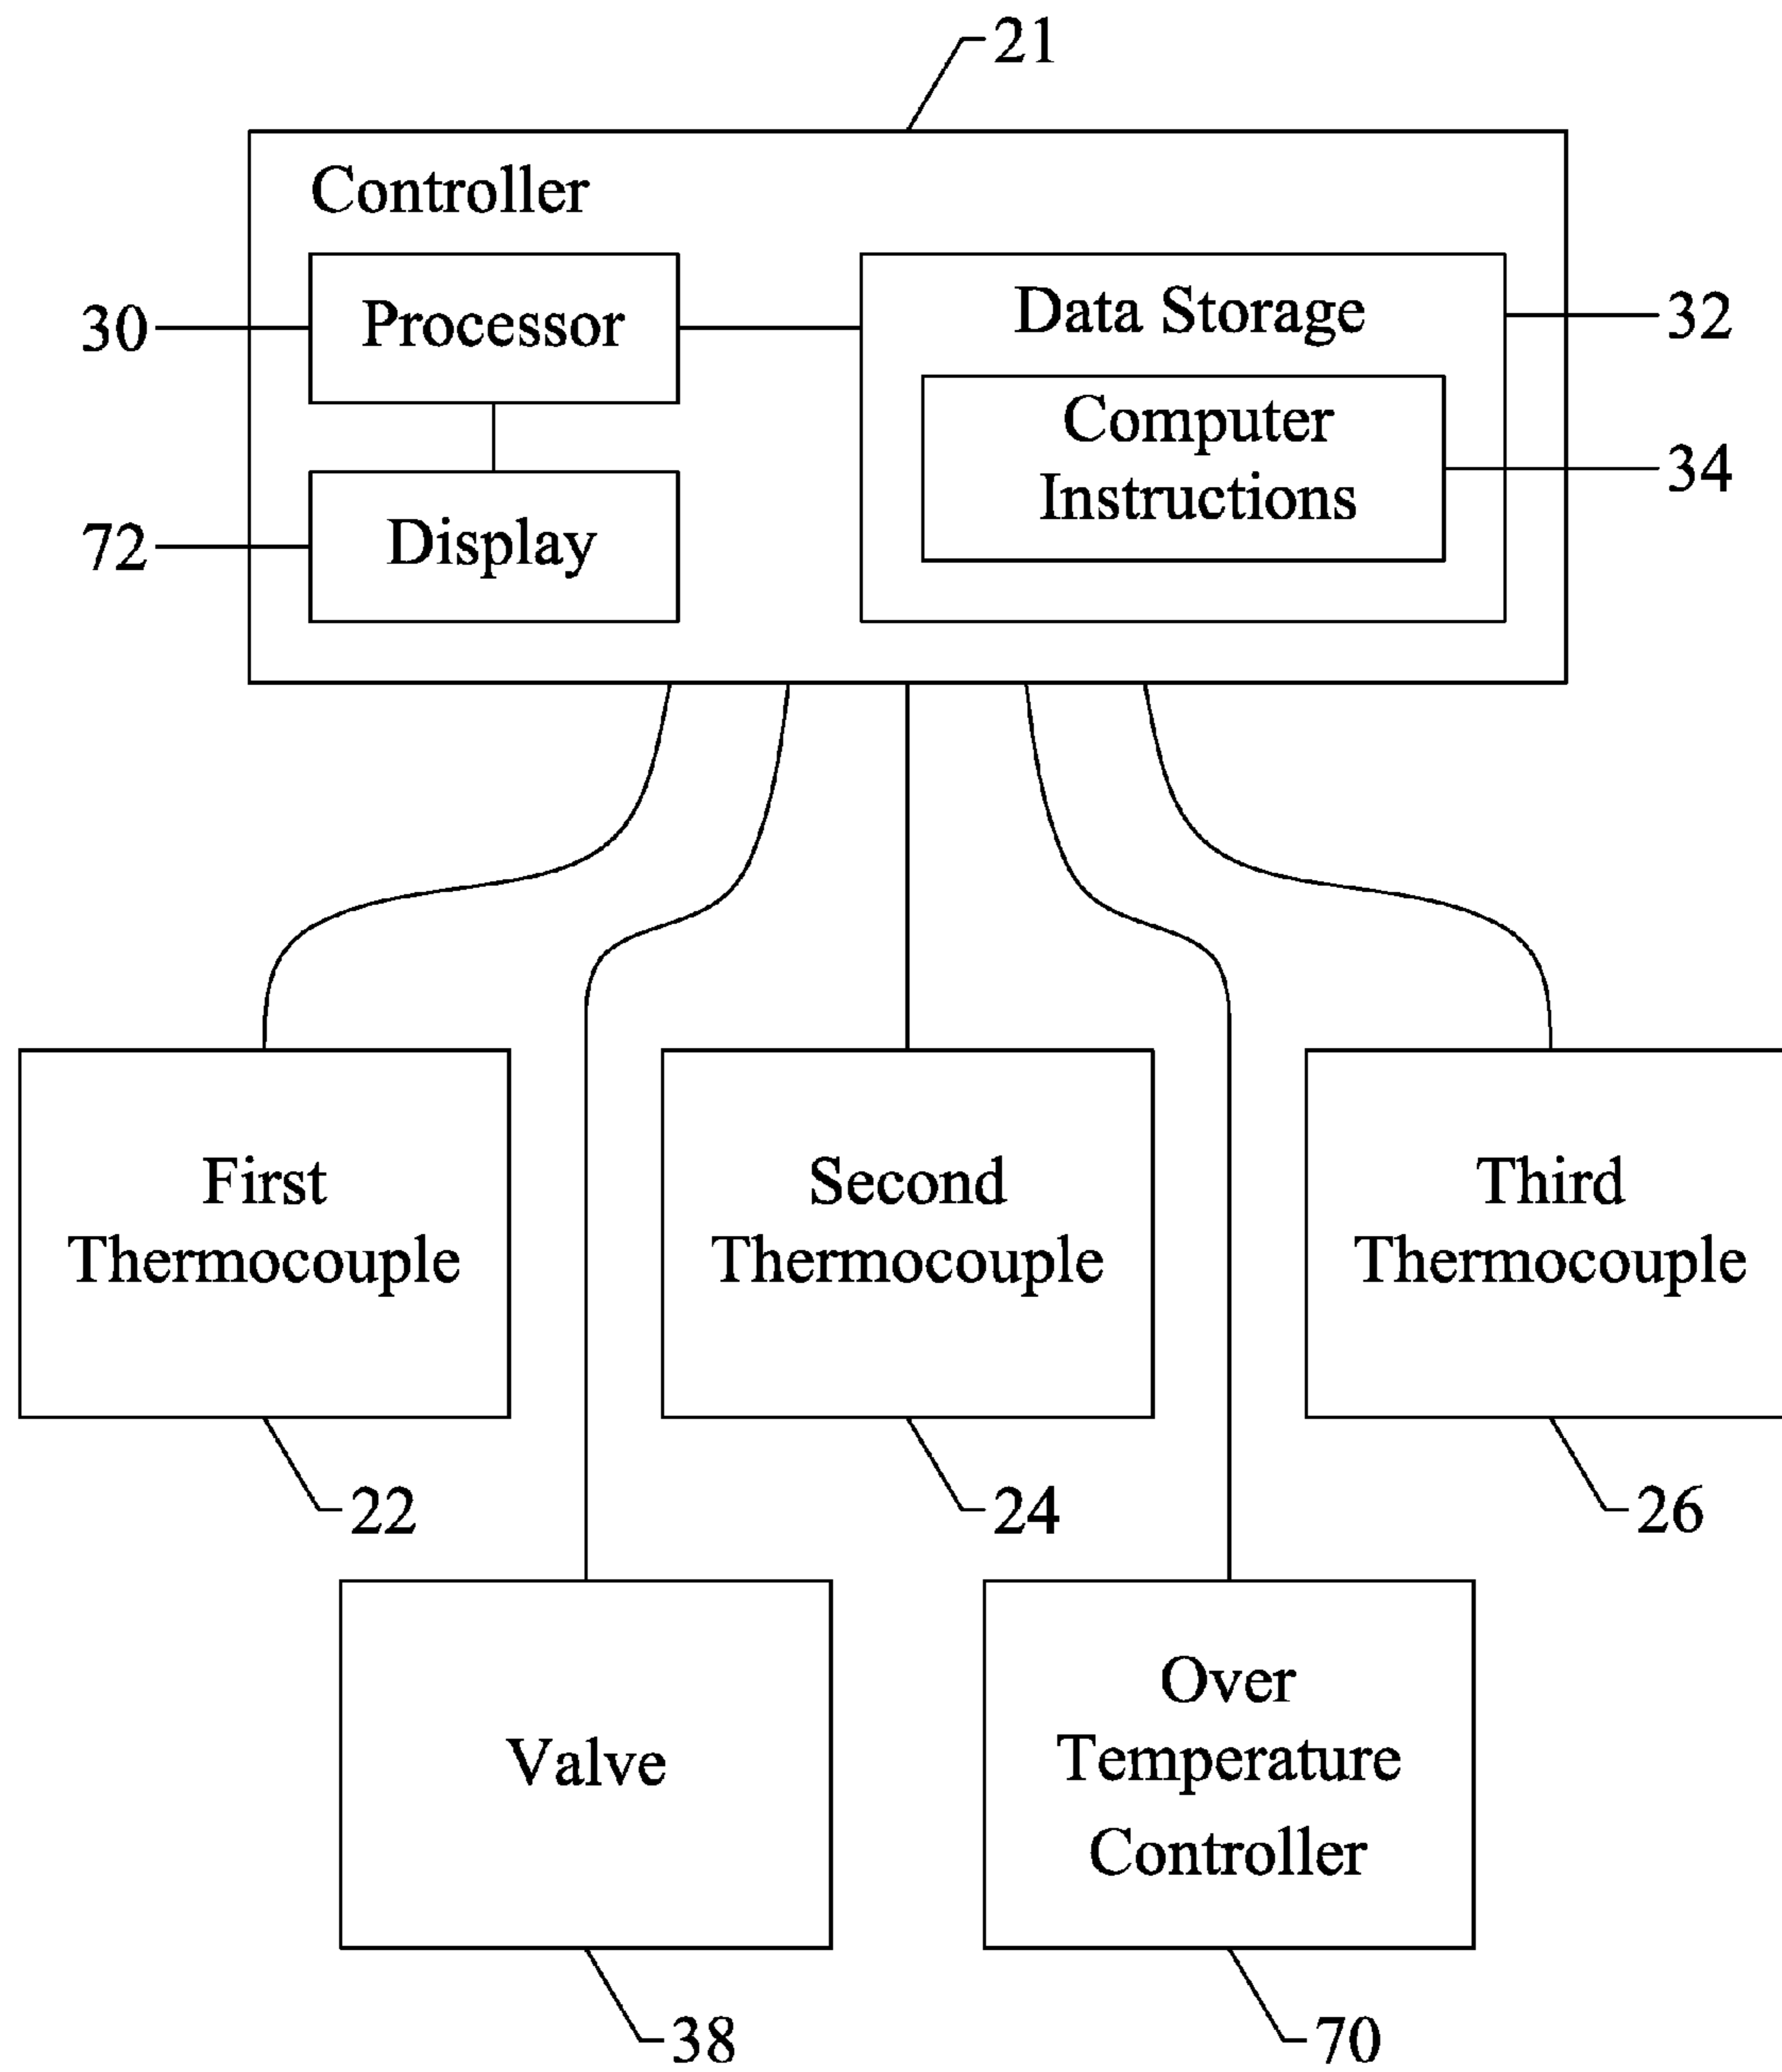 21
Controller
30
Processor
Data Storage
32
Computer
Instructions
34
72
Display
First
Thermocouple
Second
Thermocouple
Third
Thermocouple
22
24
26
Valve
Over
Temperature
Controller
38
70